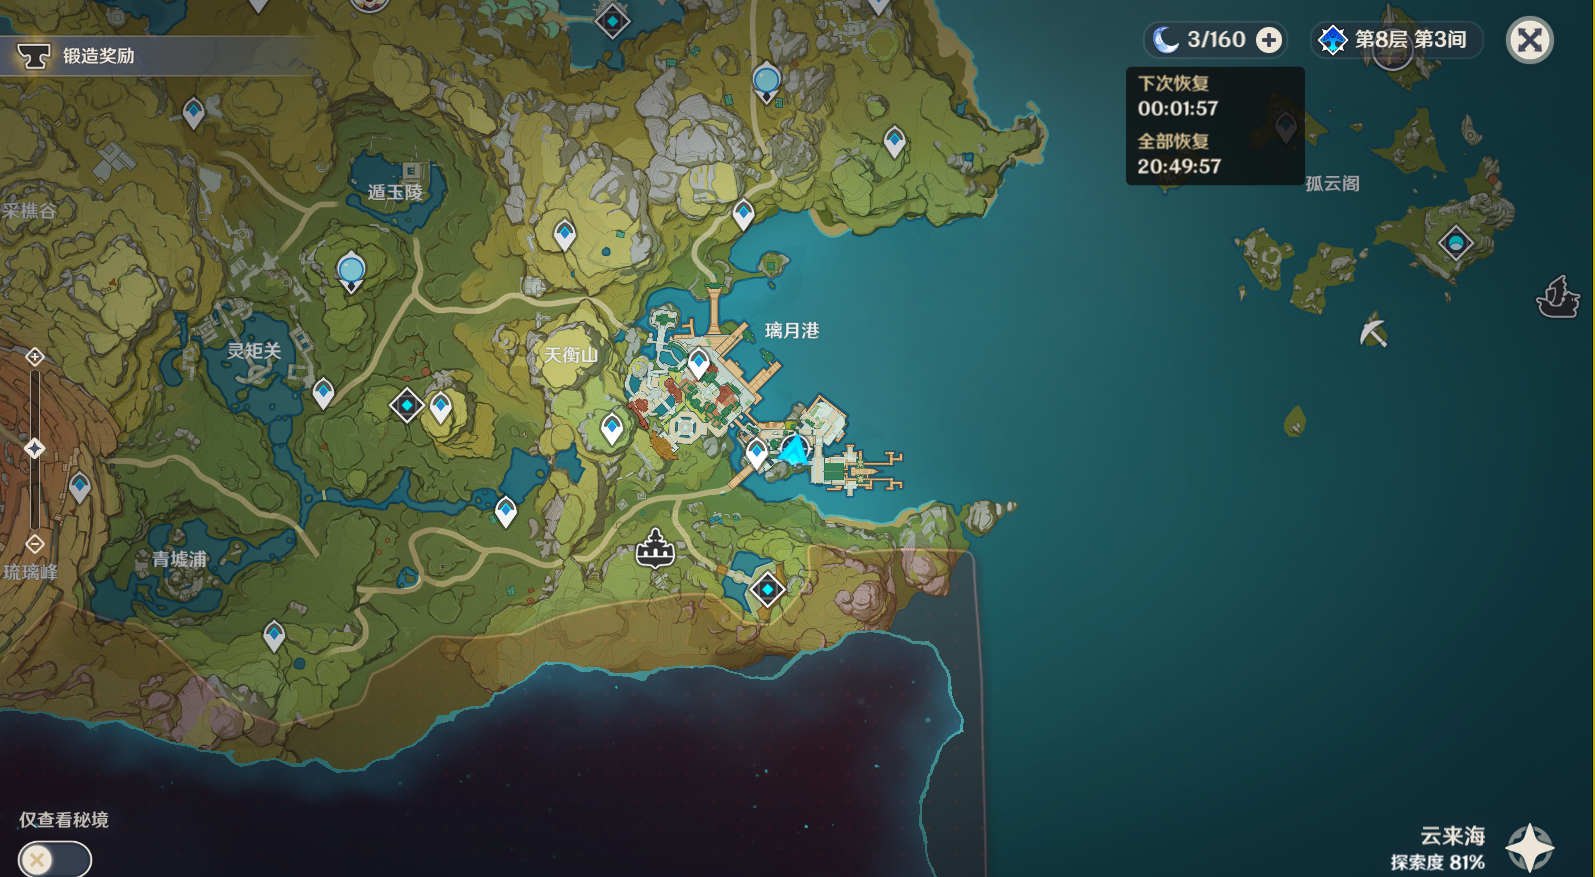 锻造奖励
3/160
第8层 第3间
下次恢复
00:01:57
全部恢复
20:49:57
孤云阁
遁玉陵
采樵谷
璃月港
灵矩关
天衡山
青墟浦
琉璃峰
仅查看秘境
云来海
探索度 81%